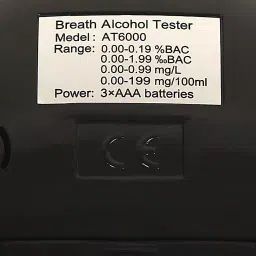 Breath Alcohol Tester
Model: AT6000
Range: 0.00-0.19 %BAC
0.00-1.99 ‰BAC
0.00-0.99 mg/L
0.00-199 mg/100ml
Power: 3×AAA batteries
CE